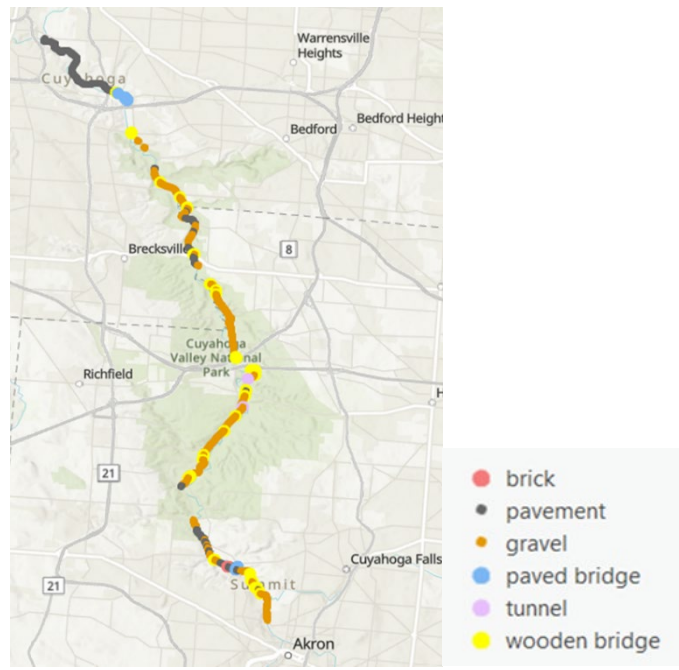 Warrensville
Heights
Cuyahoga
Bedford Height
Bedford
8
Brecksville
Cuyahoga
Valley National
Park
Richfield
H
21
brick
pavement
gravel
Cuyahoga Falls
paved bridge
21
Summit
tunnel
wooden bridge
Akron